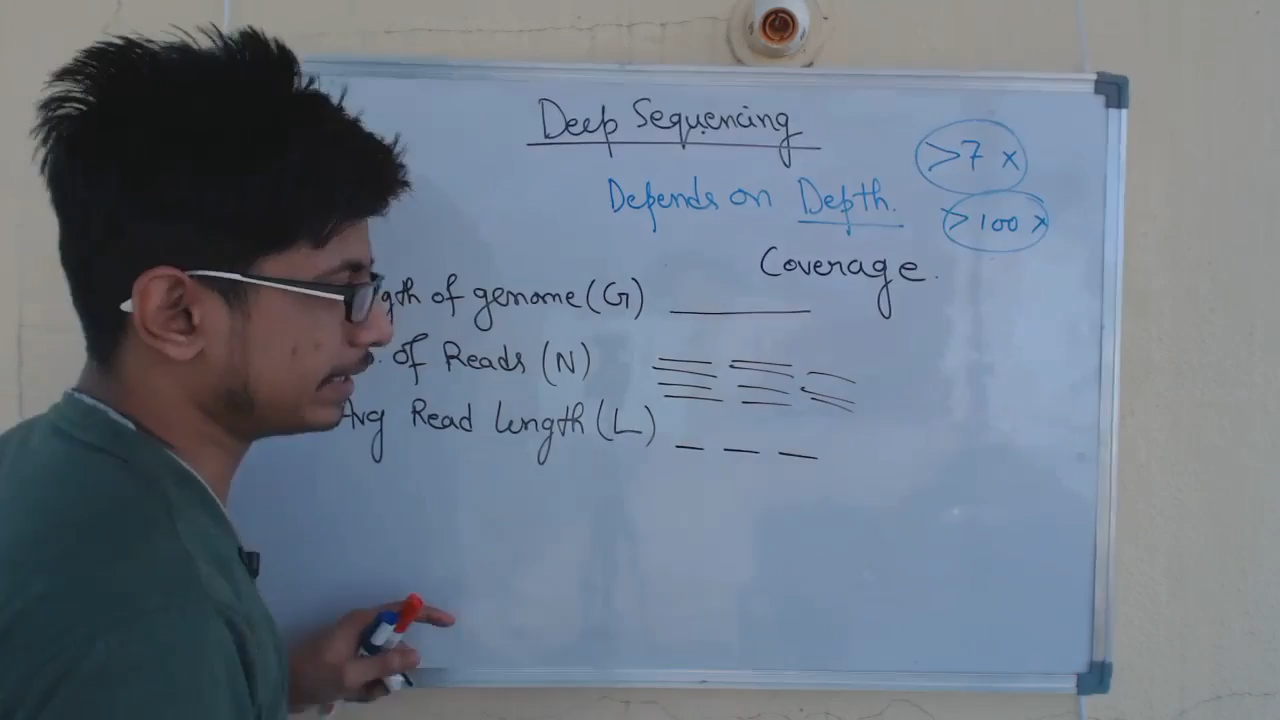 Deep Sequencing
>7 x
Depends on Depth.
>100 x
Coverage.
gth of genome (G)
. of Reads (N)
Avg Read length (L)